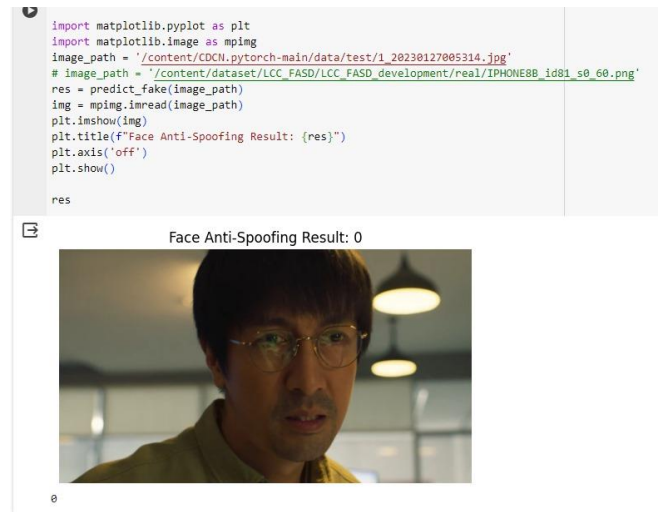 import matplotlib.pyplot as plt
import matplotlib.image as mpimg
image_path = '/content/CDCN.pytorch-main/data/test/1_20230127005314.jpg'
# image_path = '/content/dataset/LCC_FASD/LCC_FASD_development/real/IPHONE8B_id81_s0_60.png'
res = predict_fake(image_path)
img = mpimg.imread(image_path)
plt.imshow(img)
plt.title(f"Face Anti-Spoofing Result: {res}")
plt.axis('off')
plt.show()
res
Face Anti-Spoofing Result: 0
0